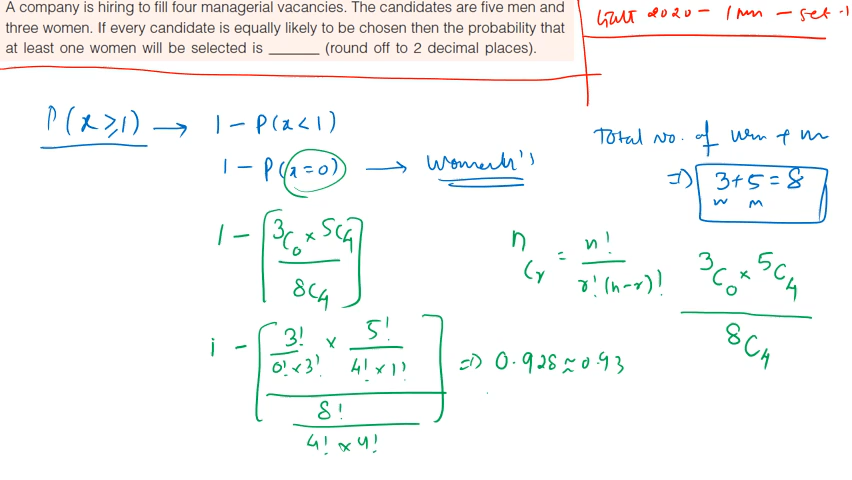 A company is hiring to fill four managerial vacancies. The candidates are five men and
three women. If every candidate is equally likely to be chosen then the probability that
at least one women will be selected is ______ (round off to 2 decimal places).
Gate 2020 - 1 Mn - set - 1
P(x≥1) → 1 - P(x<1)
1 - P(x=0) → Womenh's
Total No. of Wm & m
⇒ 3+5=8
w m
1 - [3C0 × 5C4 / 8C4]
nCr = n! / r!(n-r)!
3C0 × 5C4 / 8C4
1 - [3! / 0!×3! × 5! / 4!×1! / 8! / 4!×4!] ⇒ 0.928 ≈ 0.93